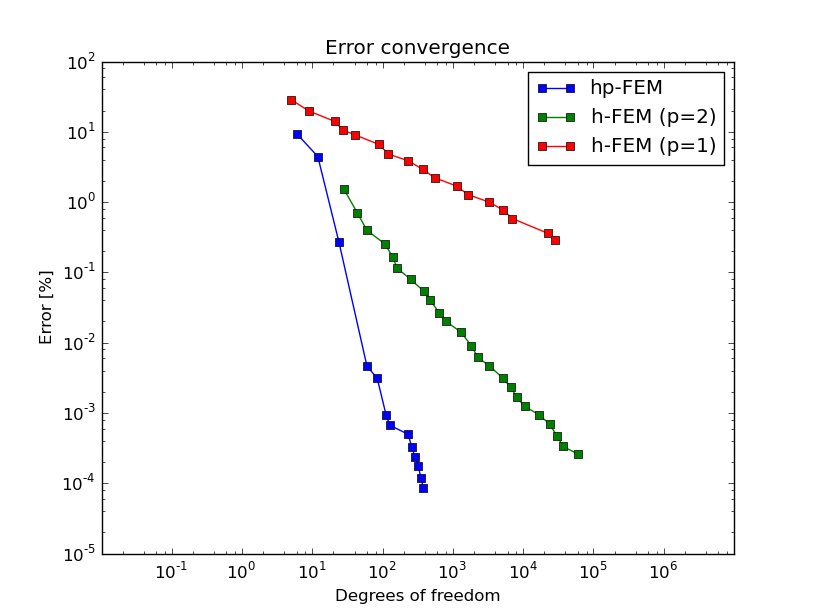 Error convergence
10^2
10^1
10^0
10^-1
10^-2
10^-3
10^-4
10^-5
Error [%]
hp-FEM
h-FEM (p=2)
h-FEM (p=1)
10^-1 10^0 10^1 10^2 10^3 10^4 10^5 10^6
Degrees of freedom